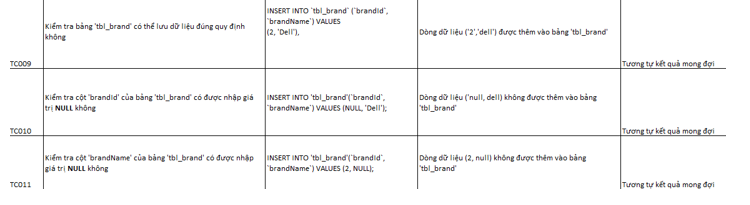 TC009
Kiểm tra bảng 'tbl_brand' có thể lưu dữ liệu đúng quy định
không
INSERT INTO `tbl_brand` (`brandId`,
`brandName`) VALUES
(2, 'Dell'),
Dòng dữ liệu ('2','dell') được thêm vào bảng 'tbl_brand'
Tương tự kết quả mong đợi
TC010
Kiểm tra cột 'brandId' của bảng 'tbl_brand' có được nhập giá
trị NULL không
INSERT INTO 'tbl_brand'(`brandId`,
`brandName`) VALUES (NULL, 'Dell');
Dòng dữ liệu ('null, dell) không được thêm vào bảng
'tbl_brand'
Tương tự kết quả mong đợi
TC011
Kiểm tra cột 'brandName' của bảng 'tbl_brand' có được nhập
giá trị NULL không
INSERT INTO 'tbl_brand'(`brandId`,
`brandName`) VALUES (2, NULL);
Dòng dữ liệu (2, null) không được thêm vào bảng
'tbl_brand'
Tương tự kết quả mong đợi